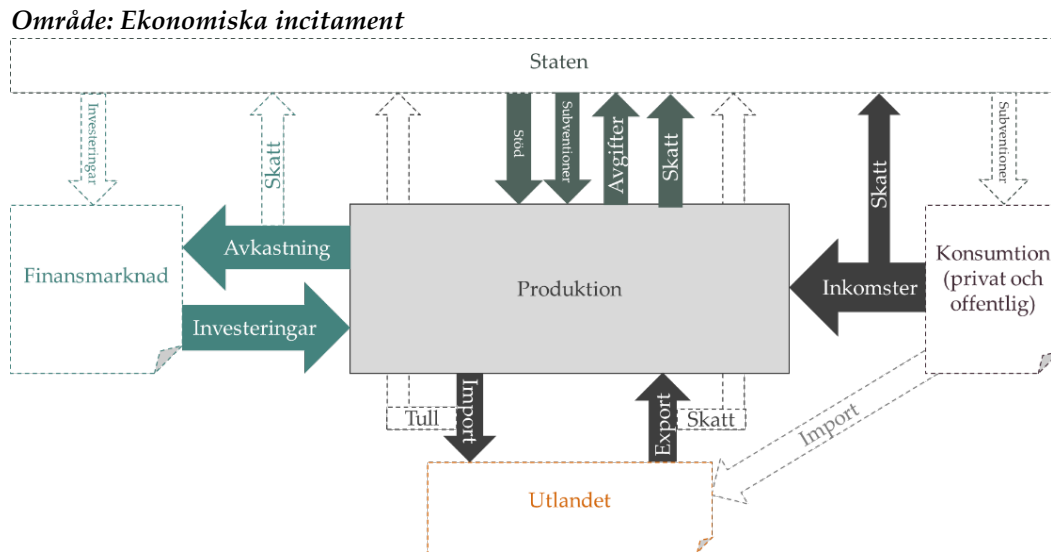 Område: Ekonomiska incitament
Staten
Investeringar
Skatt
Stöd
Subventioner
Avgifter
Skatt
Skatt
Subventioner
Finansmarknad
Avkastning
Investeringar
Produktion
Inkomster
Konsumtion
(privat och
offentlig)
Tull
Import
Export
Skatt
Import
Utlandet